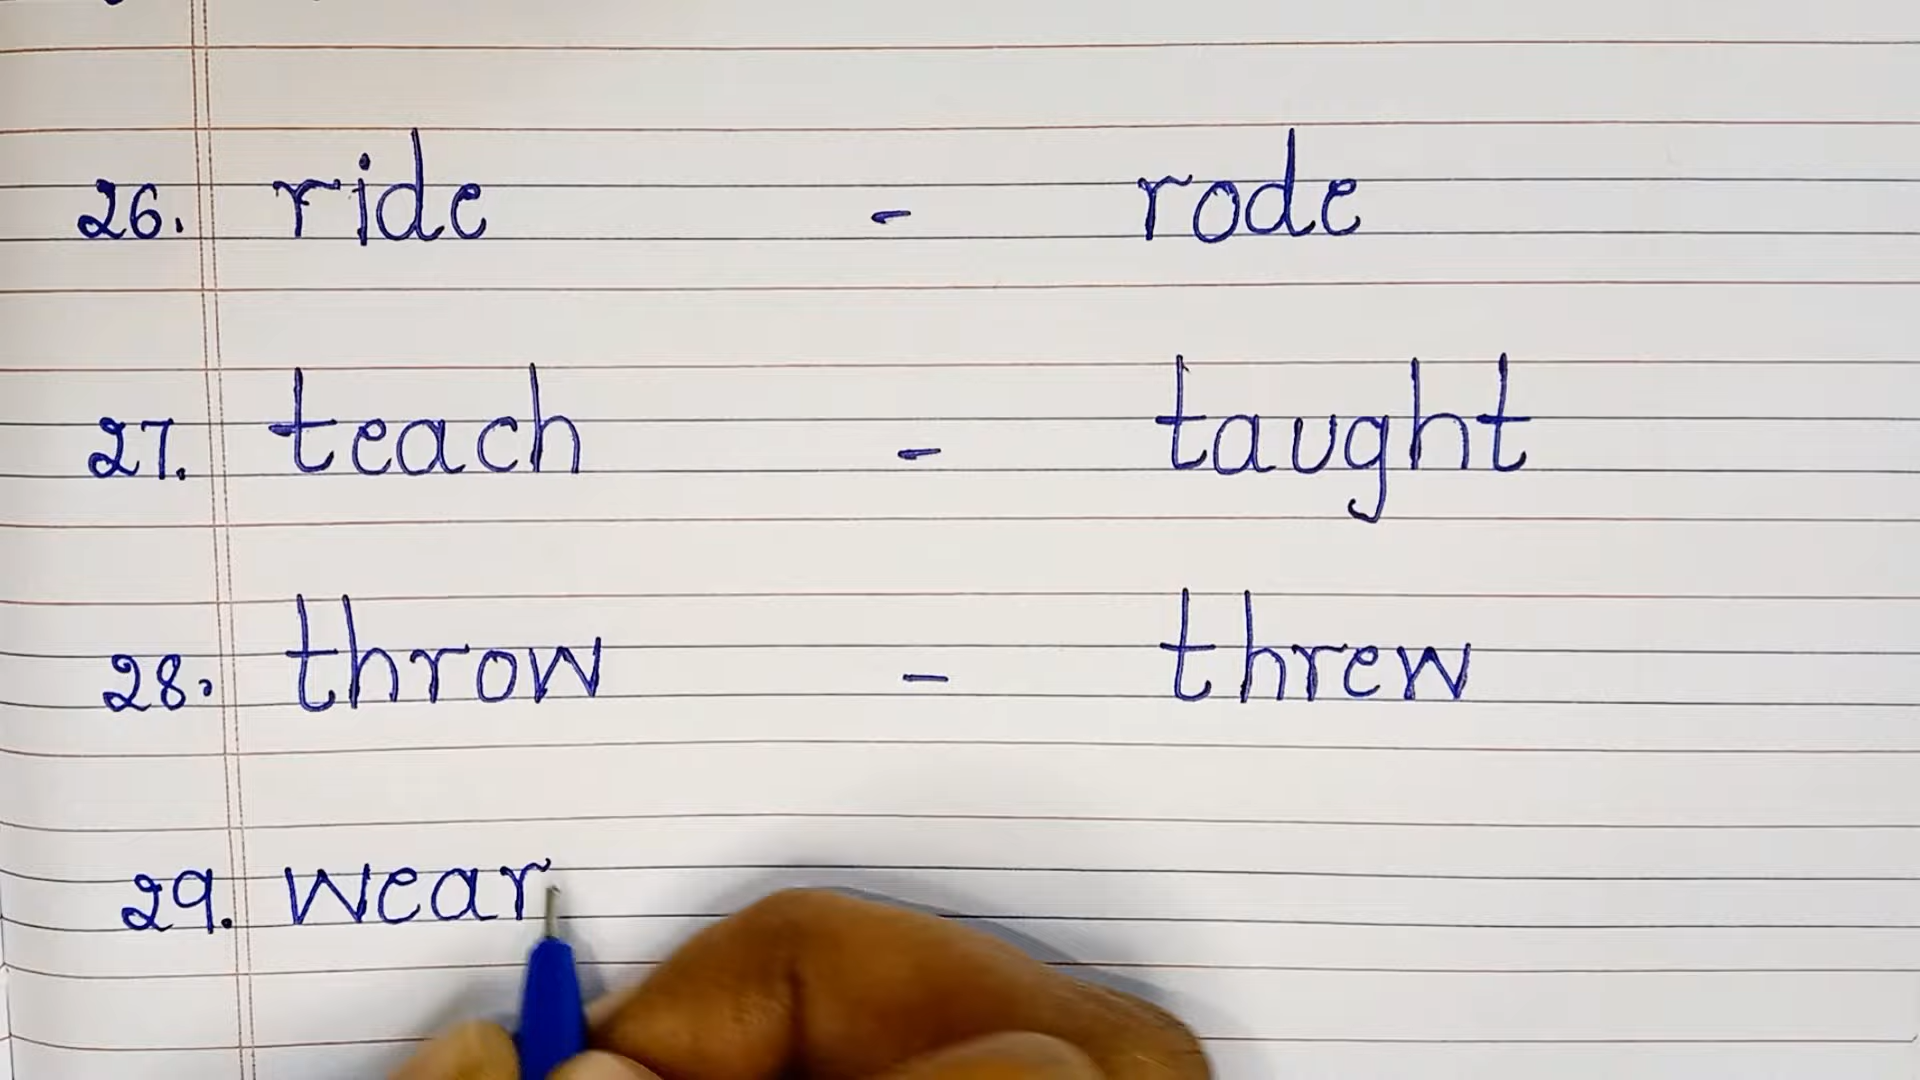 26. ride - rode
27. teach - taught
28. throw - threw
29. wear